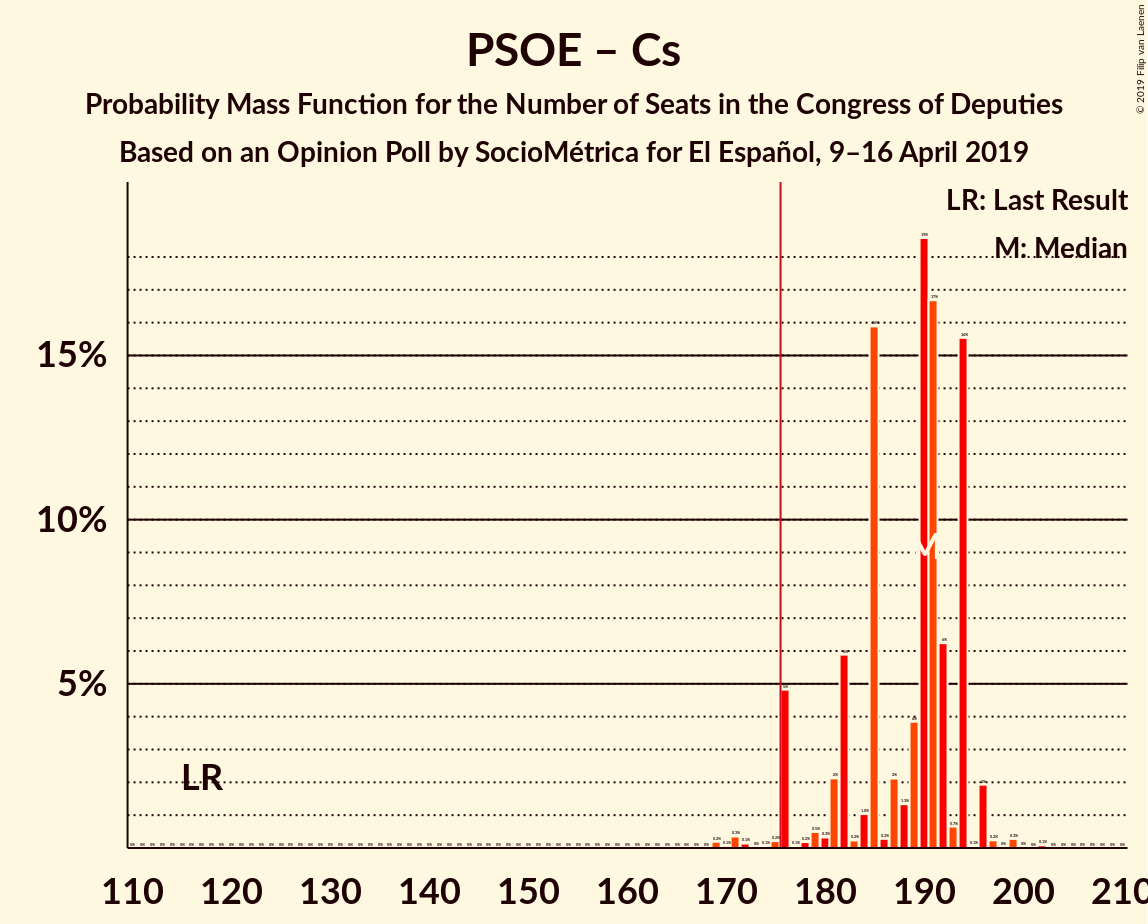 PSOE – Cs
Probability Mass Function for the Number of Seats in the Congress of Deputies
Based on an Opinion Poll by SocioMétrica for El Español, 9–16 April 2019
© 2019 Filip van Laenen
LR: Last Result
M: Median
15%
10%
5%
LR
M
110 120 130 140 150 160 170 180 190 200 210